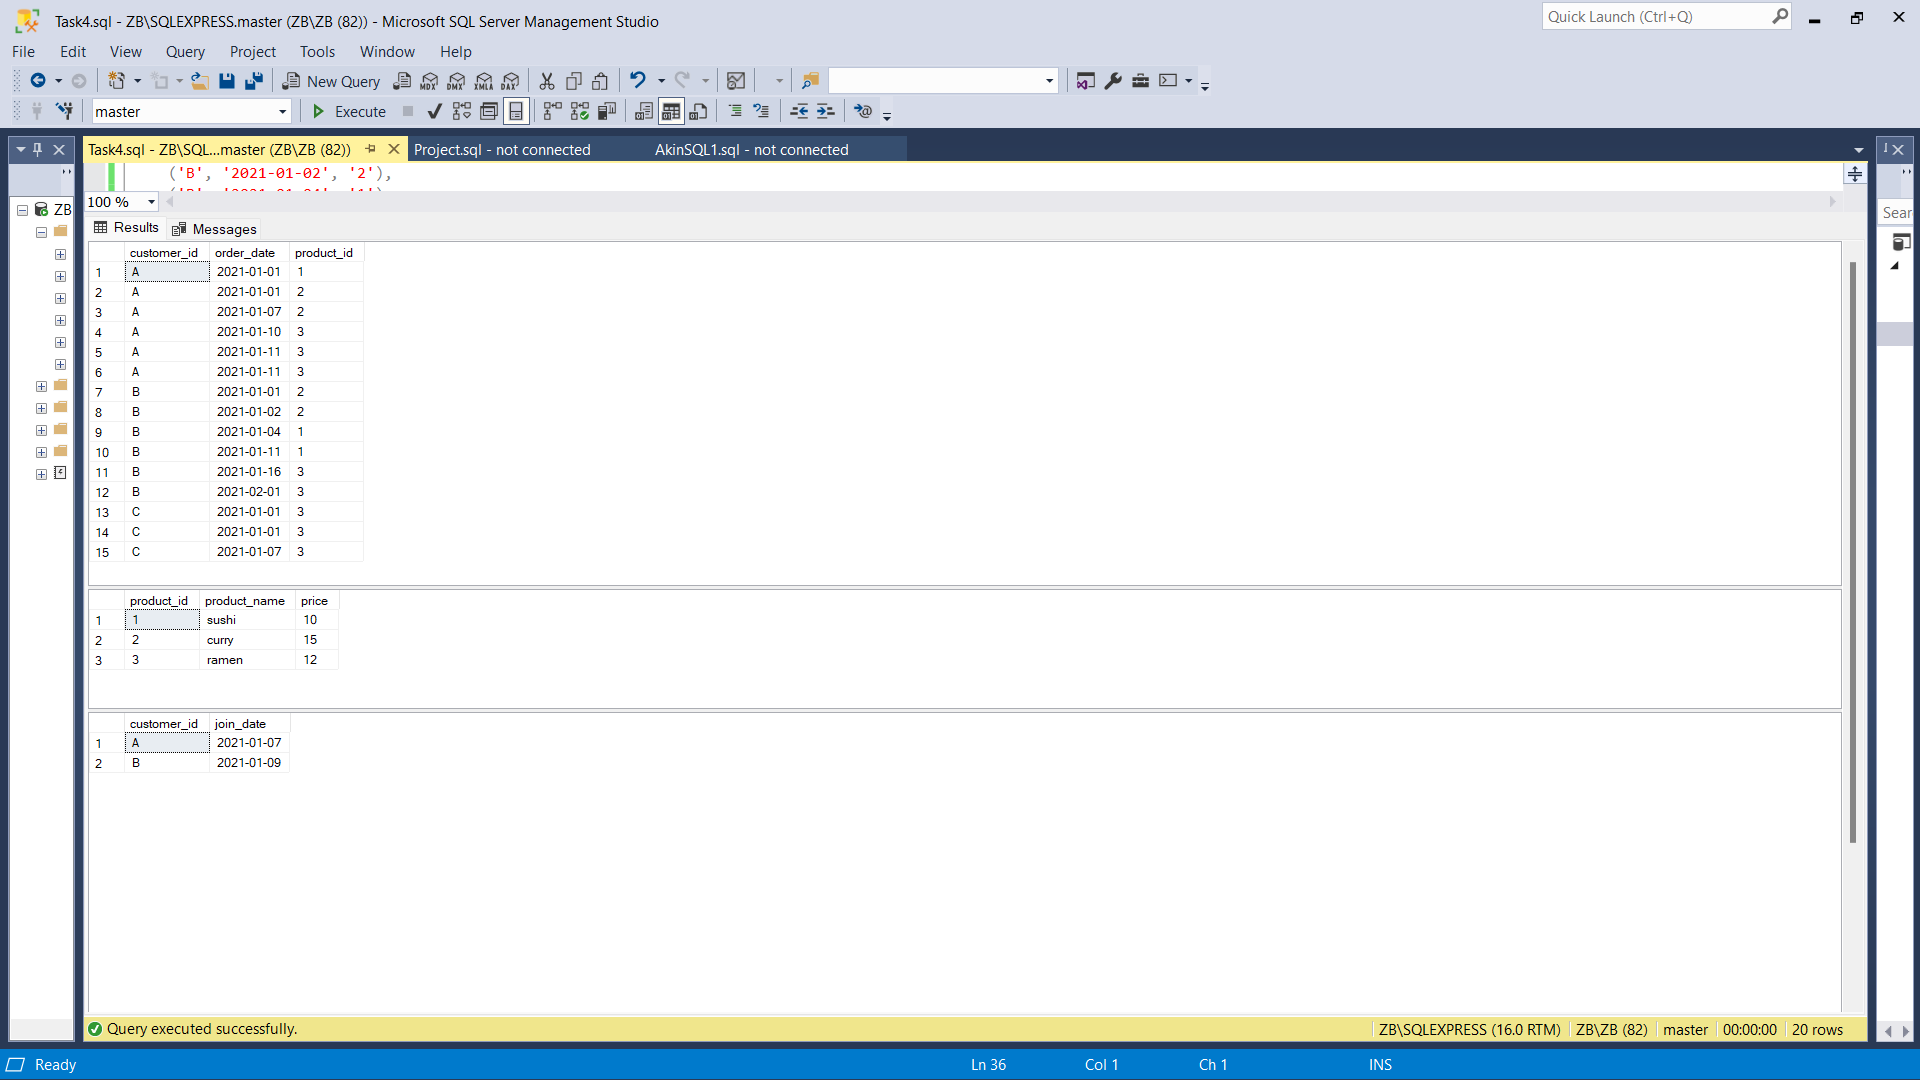 Task4.sql - ZB\SQLEXPRESS.master (ZB\ZB (82)) - Microsoft SQL Server Management Studio
Quick Launch (Ctrl+Q)
File Edit View Query Project Tools Window Help
New Query MDX DMX XMLA DAX
master Execute
Task4.sql - ZB\SQL...master (ZB\ZB (82)) Project.sql - not connected AkinSQL1.sql - not connected
('B', '2021-01-02', '2'),
100 %
ZB
Sear
Results Messages
customer_id order_date product_id
1 A 2021-01-01 1
2 A 2021-01-01 2
3 A 2021-01-07 2
4 A 2021-01-10 3
5 A 2021-01-11 3
6 A 2021-01-11 3
7 B 2021-01-01 2
8 B 2021-01-02 2
9 B 2021-01-04 1
10 B 2021-01-11 1
11 B 2021-01-16 3
12 B 2021-02-01 3
13 C 2021-01-01 3
14 C 2021-01-01 3
15 C 2021-01-07 3
product_id product_name price
1 1 sushi 10
2 2 curry 15
3 3 ramen 12
customer_id join_date
1 A 2021-01-07
2 B 2021-01-09
Query executed successfully.
ZB\SQLEXPRESS (16.0 RTM) ZB\ZB (82) master 00:00:00 20 rows
Ready Ln 36 Col 1 Ch 1 INS